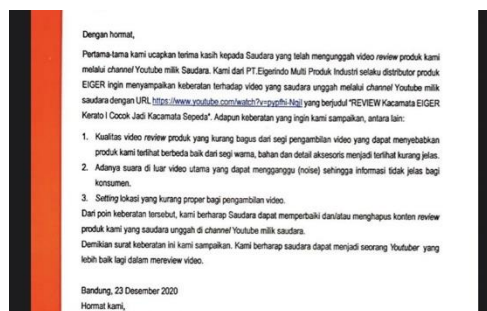 Dengan hormat,
Pertama-tama kami ucapkan terima kasih kepada Saudara yang telah mengunggah video review produk kami
melalui channel Youtube milik Saudara. Kami dari PT.Eigerindo Multi Produk Industri selaku distributor produk
EIGER ingin menyampaikan keberatan terhadap video yang saudara unggah melalui channel Youtube milik
saudara dengan URL https://www.youtube.com/watch?v=pypfhi-NqjI yang berjudul "REVIEW Kacamata EIGER
Kerato I Cocok Jadi Kacamata Sepeda". Adapun keberatan yang ingin kami sampaikan, antara lain:
1. Kualitas video review produk yang kurang bagus dari segi pengambilan video yang dapat menyebabkan
produk kami terlihat berbeda baik dari segi warna, bahan dan detail aksesoris menjadi terlihat kurang jelas.
2. Adanya suara di luar video utama yang dapat mengganggu (noise) sehingga informasi tidak jelas bagi
konsumen.
3. Setting lokasi yang kurang proper bagi pengambilan video.
Dari poin keberatan tersebut, kami berharap Saudara dapat memperbaiki dan/atau menghapus konten review
produk kami yang saudara unggah di channel Youtube milik saudara.
Demikian surat keberatan ini kami sampaikan. Kami berharap saudara dapat menjadi seorang Youtuber yang
lebih baik lagi dalam mereview video.
Bandung, 23 Desember 2020
Hormat kami,